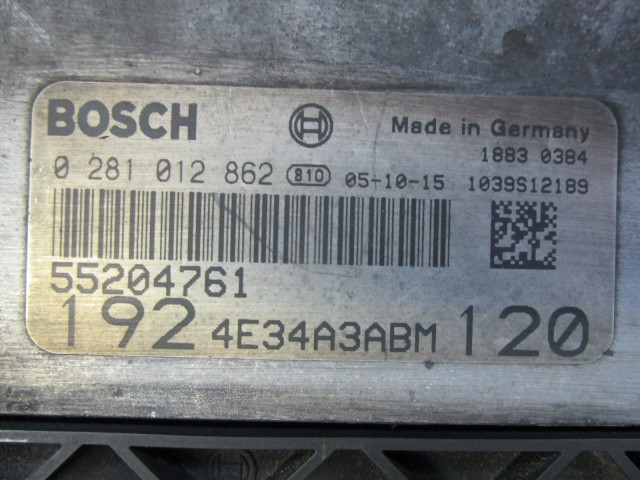 BOSCH Made in Germany
1883 0384
0 281 012 862 810 05-10-15 1039S12189
55204761
192 4E34A3ABM 120